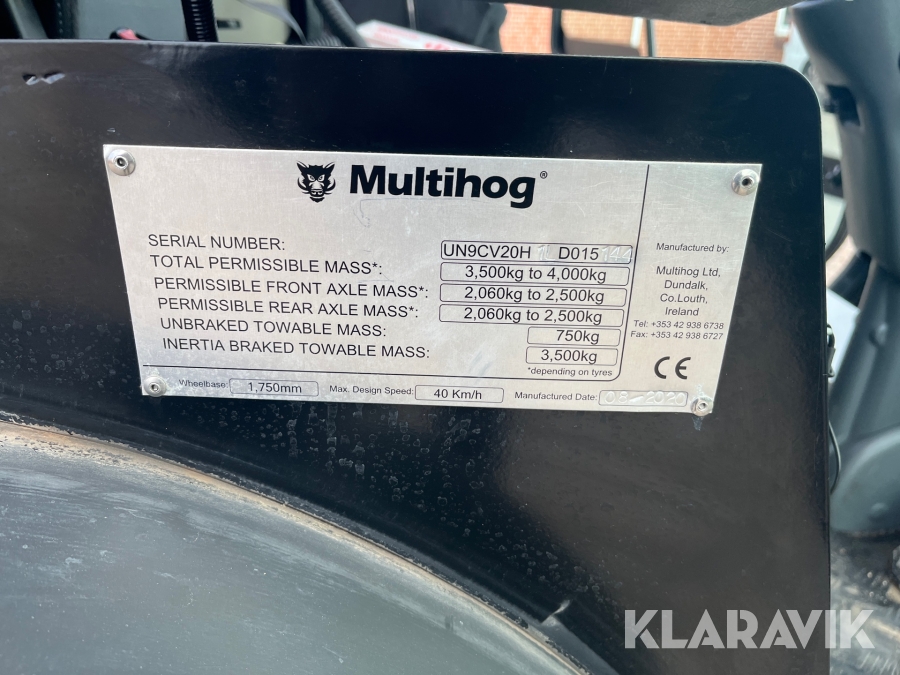 Multihog®
SERIAL NUMBER: UN9CV20H D015144
TOTAL PERMISSIBLE MASS*: 3,500kg to 4,000kg
PERMISSIBLE FRONT AXLE MASS*: 2,060kg to 2,500kg
PERMISSIBLE REAR AXLE MASS*: 2,060kg to 2,500kg
UNBRAKED TOWABLE MASS: 750kg
INERTIA BRAKED TOWABLE MASS: 3,500kg
*depending on tyres
Wheelbase: 1,750mm Max. Design Speed: 40 Km/h Manufactured Date: 08-2020
Manufactured by:
Multihog Ltd,
Dundalk,
Co.Louth,
Ireland
Tel: +353 42 938 6738
Fax: +353 42 938 6727
CE
KLARAVIK